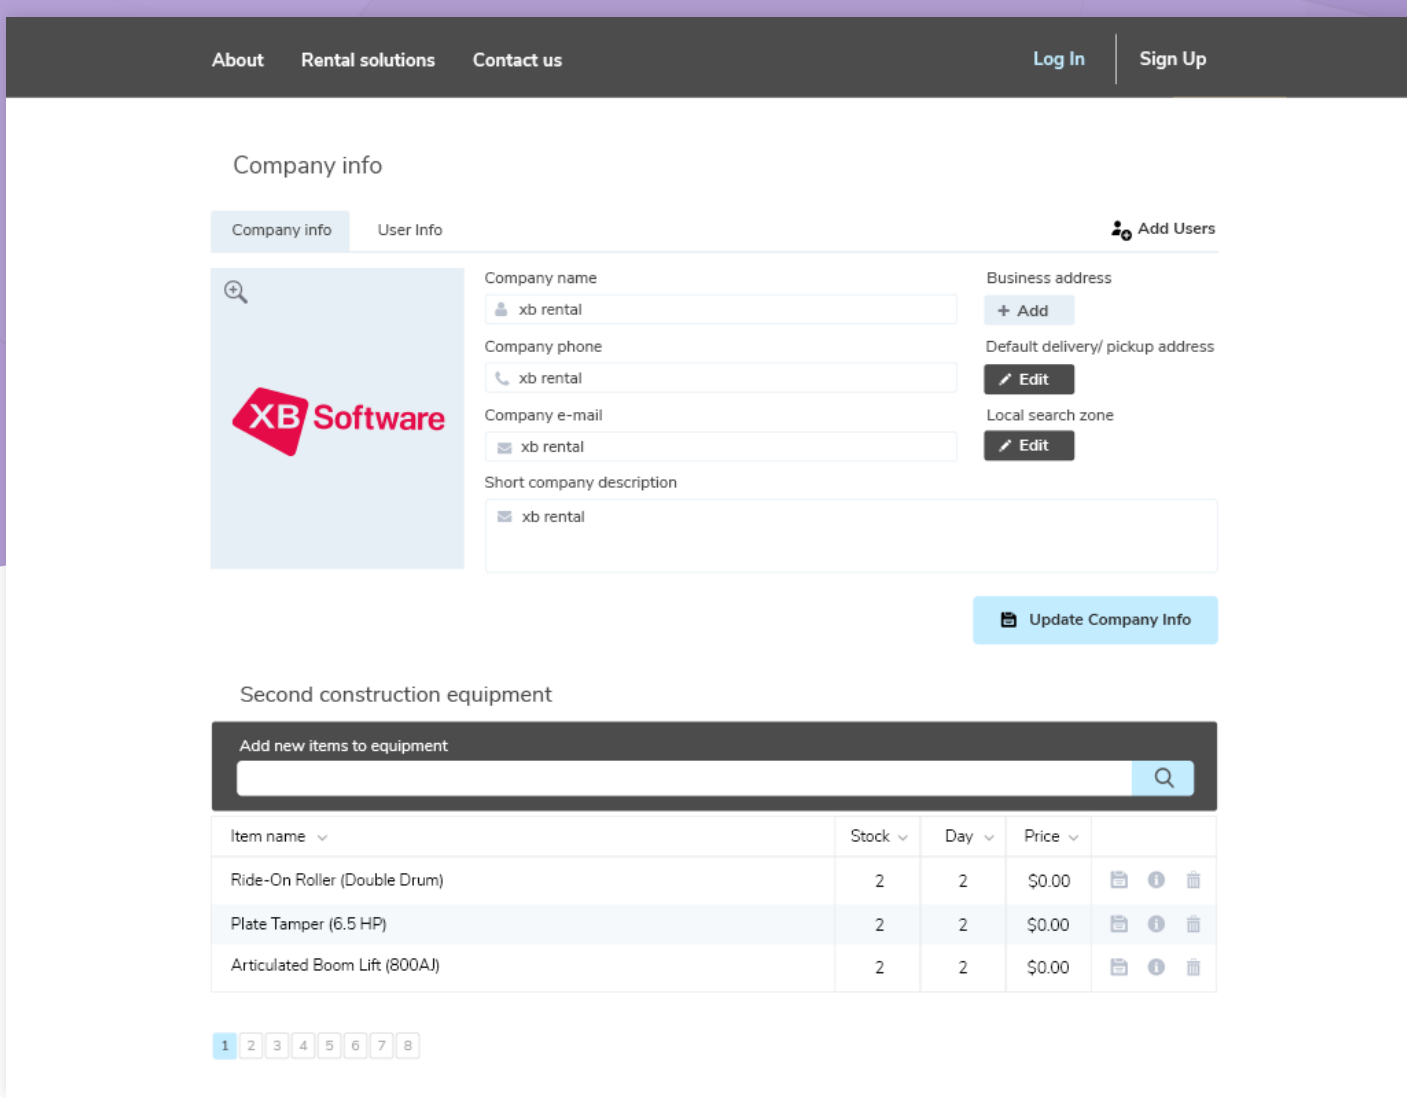 About Rental solutions Contact us Log In Sign Up
Company info
Company info User Info Add Users
Company name Business address
xb rental + Add
Company phone Default delivery/ pickup address
xb rental Edit
XB Software
Company e-mail Local search zone
xb rental Edit
Short company description
xb rental
Update Company Info
Second construction equipment
Add new items to equipment
Item name Stock Day Price
Ride-On Roller (Double Drum) 2 2 $0.00
Plate Tamper (6.5 HP) 2 2 $0.00
Articulated Boom Lift (800AJ) 2 2 $0.00
1 2 3 4 5 6 7 8